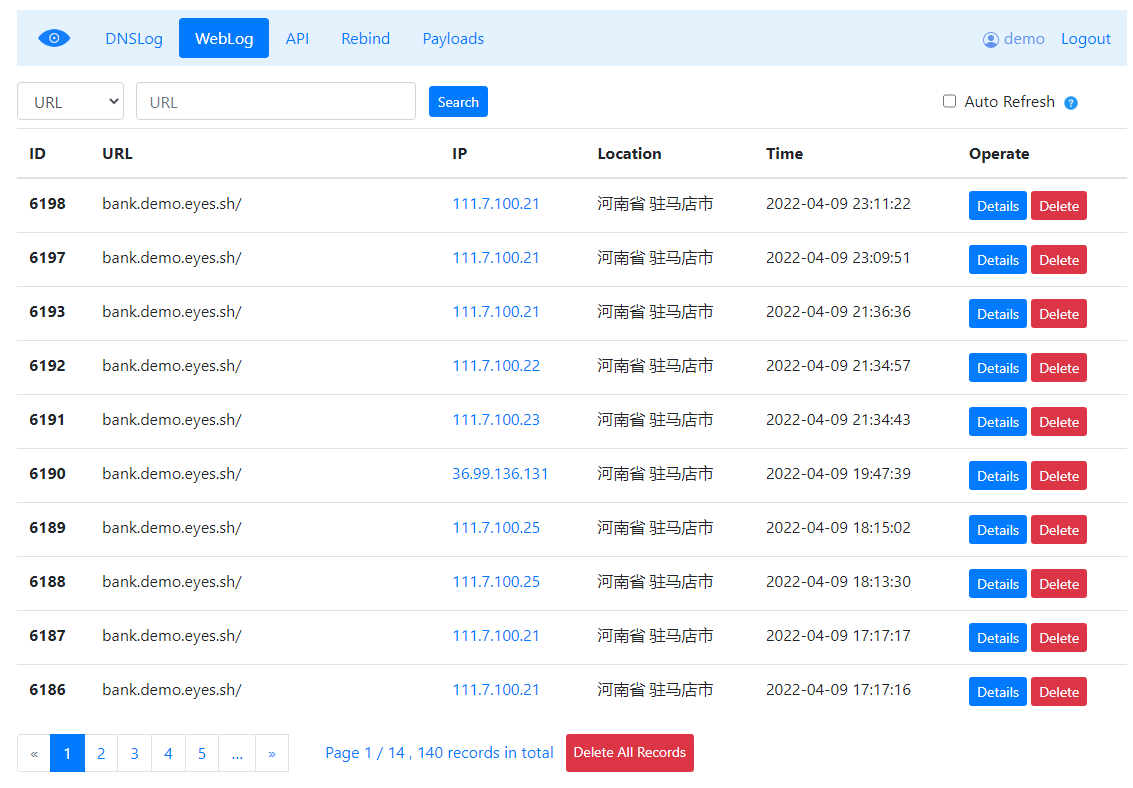 DNSLog WebLog API Rebind Payloads demo Logout
URL URL Search Auto Refresh ?
ID URL IP Location Time Operate
6198 bank.demo.eyes.sh/ 111.7.100.21 河南省 驻马店市 2022-04-09 23:11:22 Details Delete
6197 bank.demo.eyes.sh/ 111.7.100.21 河南省 驻马店市 2022-04-09 23:09:51 Details Delete
6193 bank.demo.eyes.sh/ 111.7.100.21 河南省 驻马店市 2022-04-09 21:36:36 Details Delete
6192 bank.demo.eyes.sh/ 111.7.100.22 河南省 驻马店市 2022-04-09 21:34:57 Details Delete
6191 bank.demo.eyes.sh/ 111.7.100.23 河南省 驻马店市 2022-04-09 21:34:43 Details Delete
6190 bank.demo.eyes.sh/ 36.99.136.131 河南省 驻马店市 2022-04-09 19:47:39 Details Delete
6189 bank.demo.eyes.sh/ 111.7.100.25 河南省 驻马店市 2022-04-09 18:15:02 Details Delete
6188 bank.demo.eyes.sh/ 111.7.100.25 河南省 驻马店市 2022-04-09 18:13:30 Details Delete
6187 bank.demo.eyes.sh/ 111.7.100.21 河南省 驻马店市 2022-04-09 17:17:17 Details Delete
6186 bank.demo.eyes.sh/ 111.7.100.21 河南省 驻马店市 2022-04-09 17:17:16 Details Delete
« 1 2 3 4 5 ... » Page 1 / 14 , 140 records in total Delete All Records